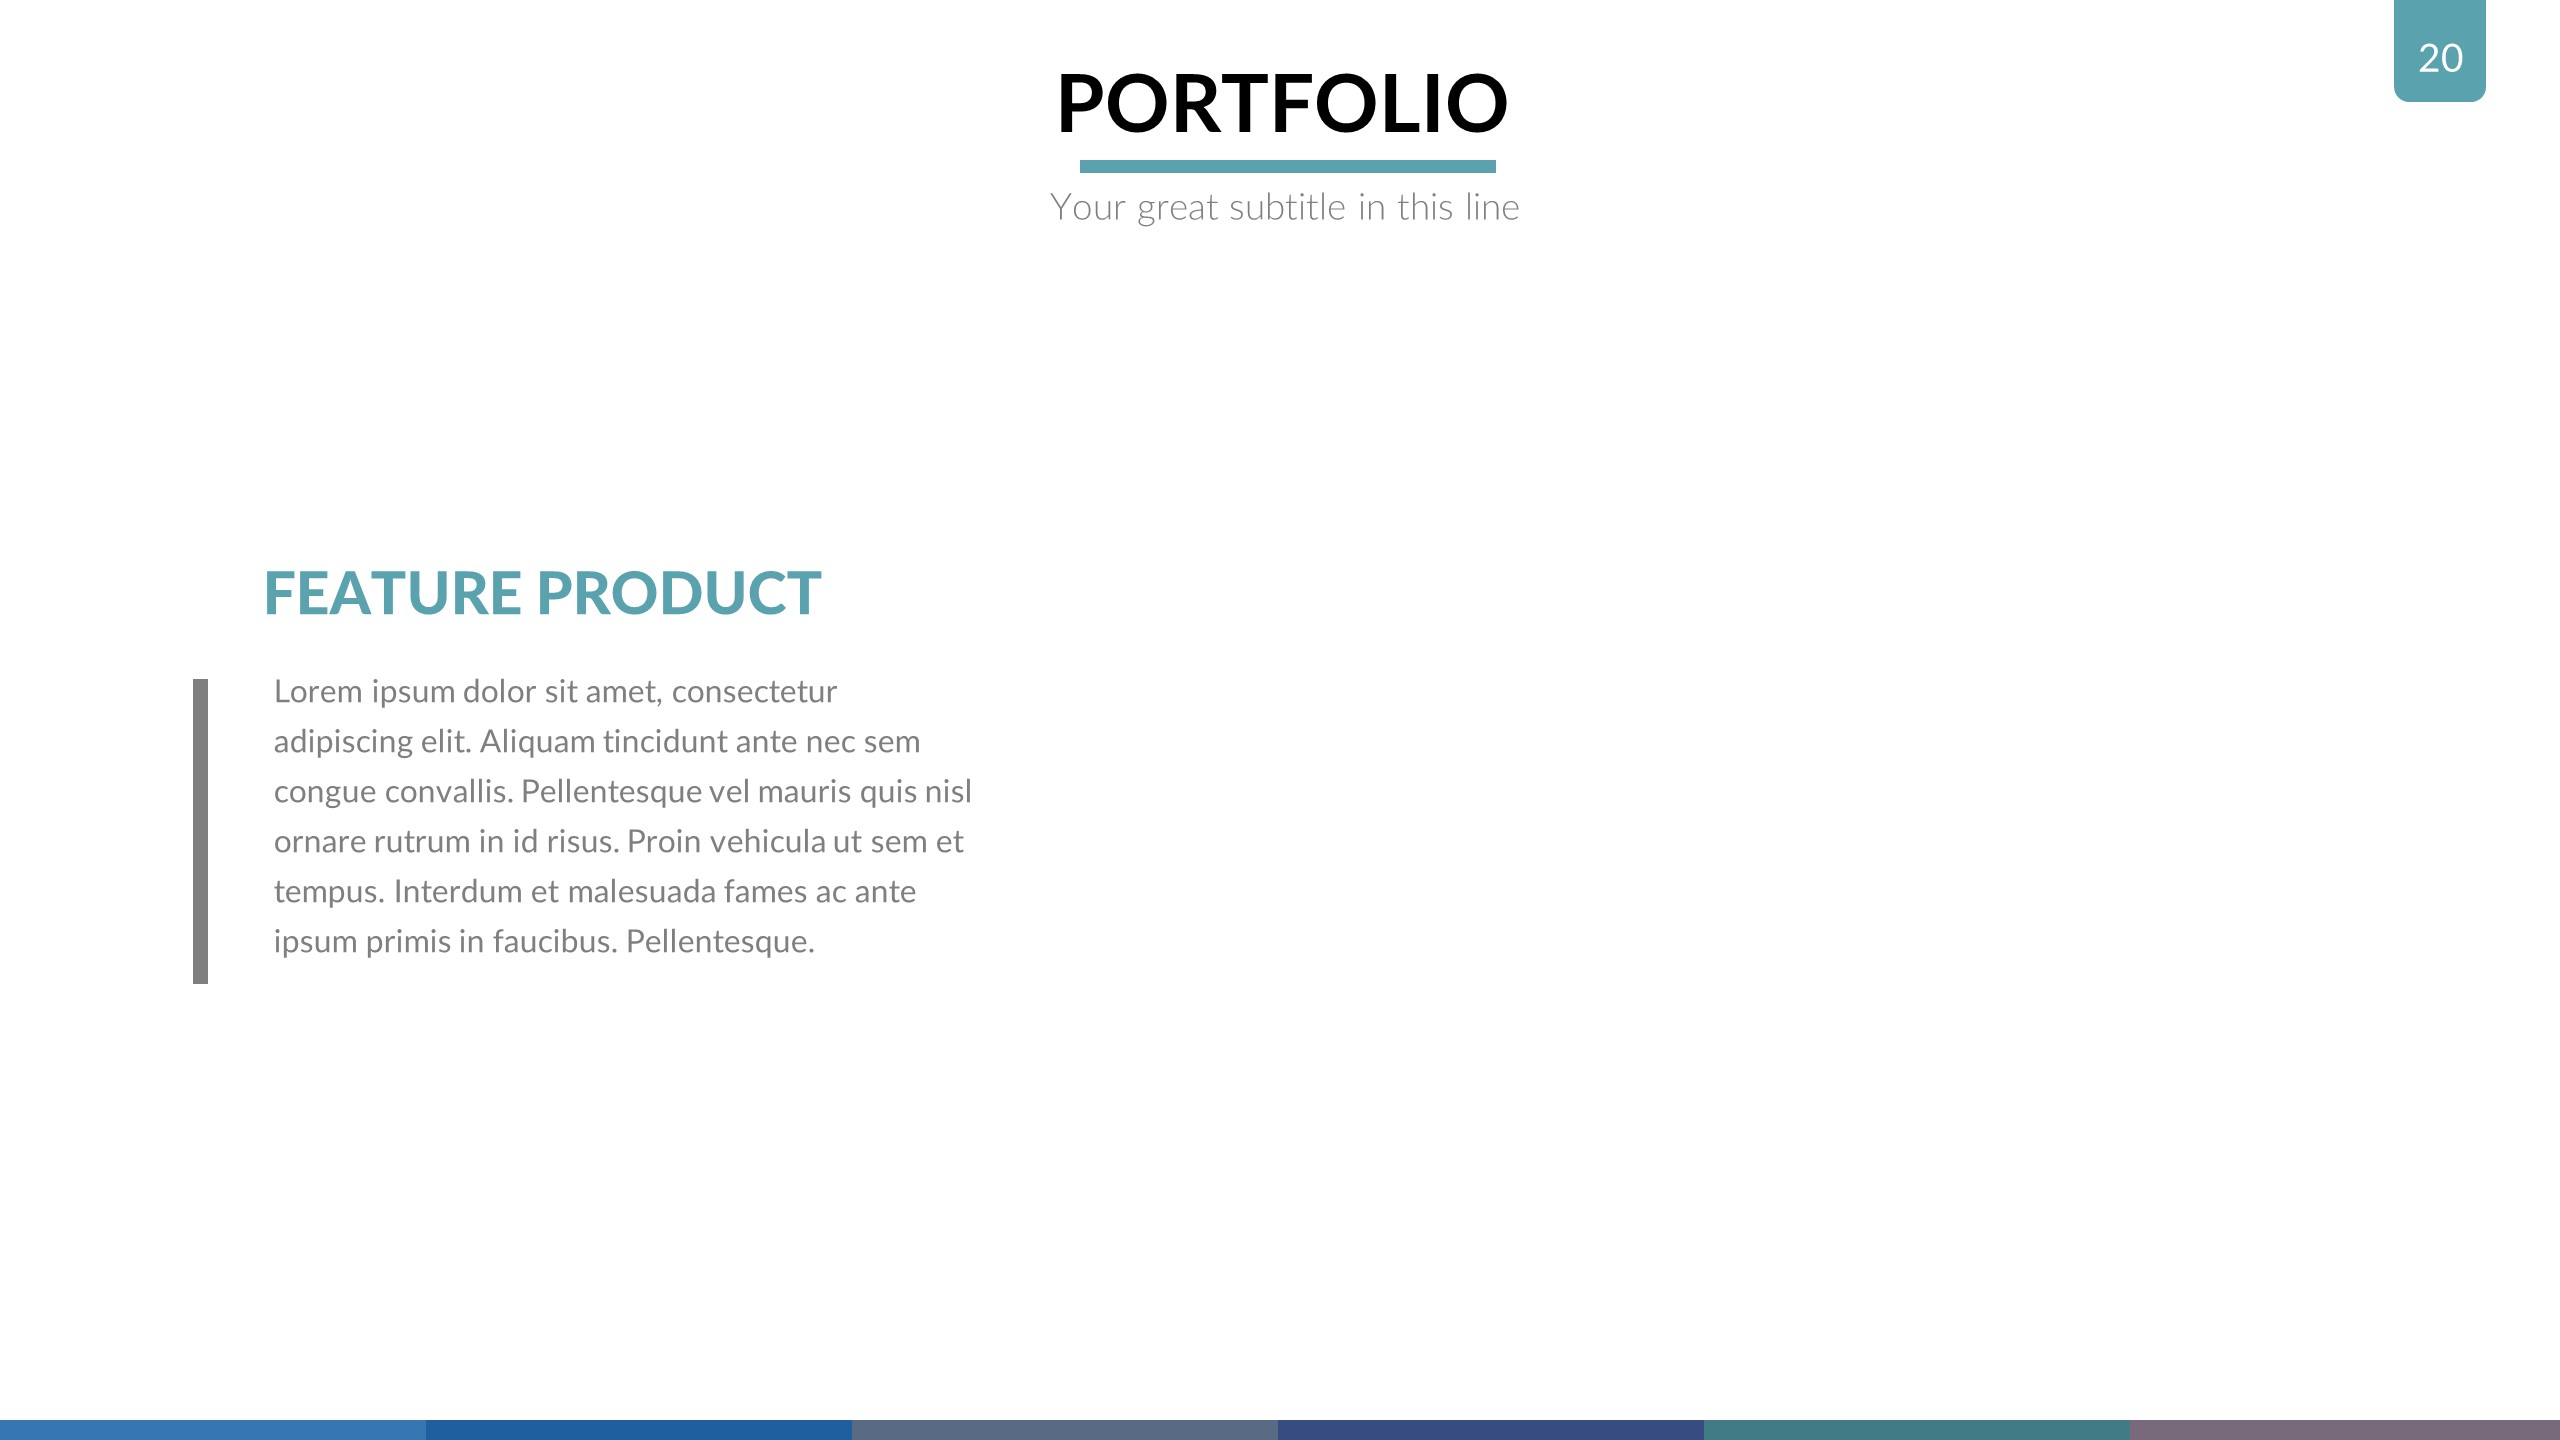 20
PORTFOLIO
Your great subtitle in this line
FEATURE PRODUCT
Lorem ipsum dolor sit amet, consectetur
adipiscing elit. Aliquam tincidunt ante nec sem
congue convallis. Pellentesque vel mauris quis nisl
ornare rutrum in id risus. Proin vehicula ut sem et
tempus. Interdum et malesuada fames ac ante
ipsum primis in faucibus. Pellentesque.